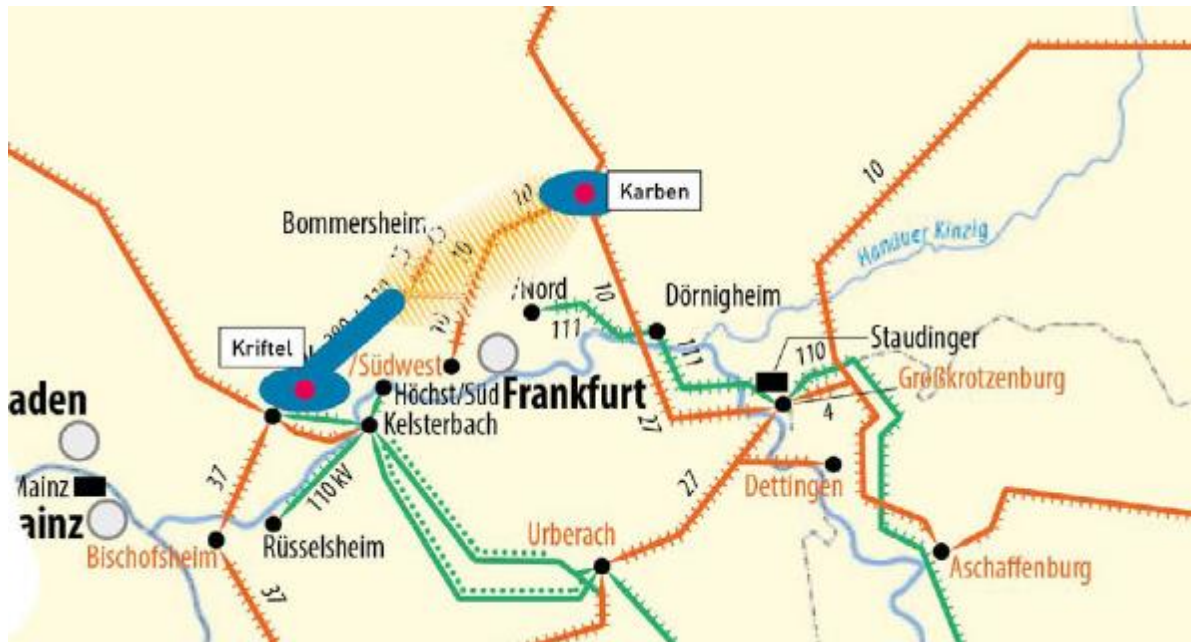 Karben
10
10
10
Bommersheim
Hanauer Kinzig
/Nord
10
111
Dörnigheim
111
Staudinger
110
Großkrotzenburg
4
Kriftel
/Südwest
Höchst/Süd
Frankfurt
Kelsterbach
aden
Mainz
ainz
37
110 kV
27
27
Dettingen
Bischofsheim
Rüsselsheim
Urberach
Aschaffenburg
37